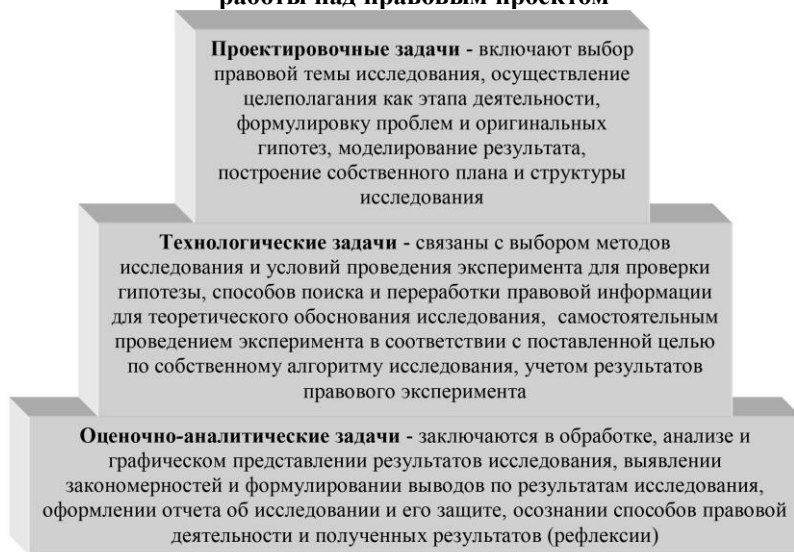 работы над правовым проектом
Проектировочные задачи - включают выбор
правовой темы исследования, осуществление
целеполагания как этапа деятельности,
формулировку проблем и оригинальных
гипотез, моделирование результата,
построение собственного плана и структуры
исследования
Технологические задачи - связаны с выбором методов
исследования и условий проведения эксперимента для проверки
гипотезы, способов поиска и переработки правовой информации
для теоретического обоснования исследования, самостоятельным
проведением эксперимента в соответствии с поставленной целью
по собственному алгоритму исследования, учетом результатов
правового эксперимента
Оценочно-аналитические задачи - заключаются в обработке, анализе и
графическом представлении результатов исследования, выявлении
закономерностей и формулировании выводов по результатам исследования,
оформлении отчета об исследовании и его защите, осознании способов правовой
деятельности и полученных результатов (рефлексии)